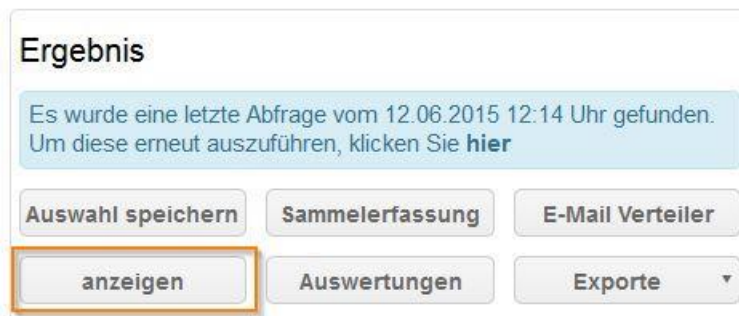 Ergebnis
Es wurde eine letzte Abfrage vom 12.06.2015 12:14 Uhr gefunden.
Um diese erneut auszuführen, klicken Sie hier
Auswahl speichern Sammelerfassung E-Mail Verteiler
anzeigen Auswertungen Exporte